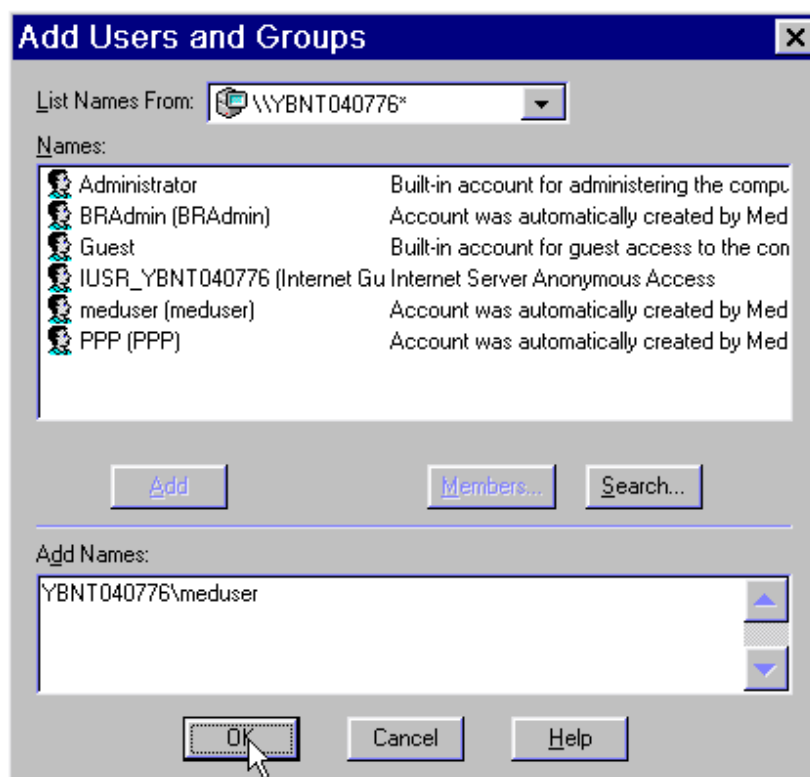 Add Users and Groups
List Names From: \\YBNT040776*
Names:
Administrator Built-in account for administering the compu
BRAdmin (BRAdmin) Account was automatically created by Med
Guest Built-in account for guest access to the con
IUSR_YBNT040776 (Internet Gu Internet Server Anonymous Access
meduser (meduser) Account was automatically created by Med
PPP (PPP) Account was automatically created by Med
Add Members... Search...
Add Names:
YBNT040776\meduser
OK Cancel Help